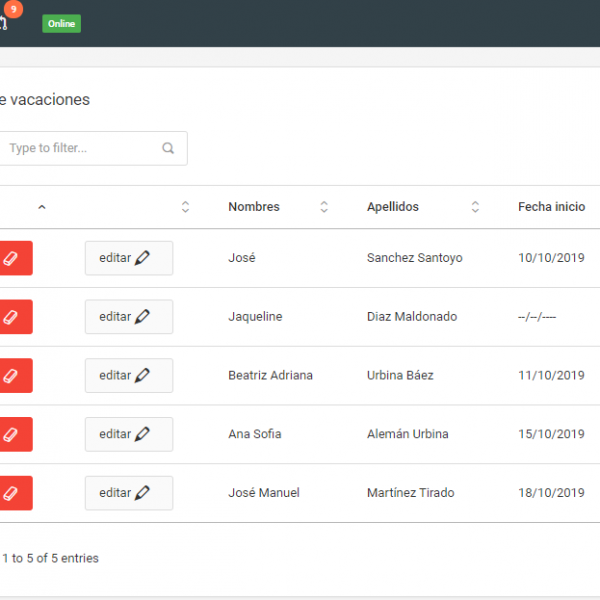 9
Online
e vacaciones
Type to filter...
Nombres Apellidos Fecha inicio
editar José Sanchez Santoyo 10/10/2019
editar Jaqueline Diaz Maldonado --/--/----
editar Beatriz Adriana Urbina Báez 11/10/2019
editar Ana Sofia Alemán Urbina 15/10/2019
editar José Manuel Martínez Tirado 18/10/2019
1 to 5 of 5 entries